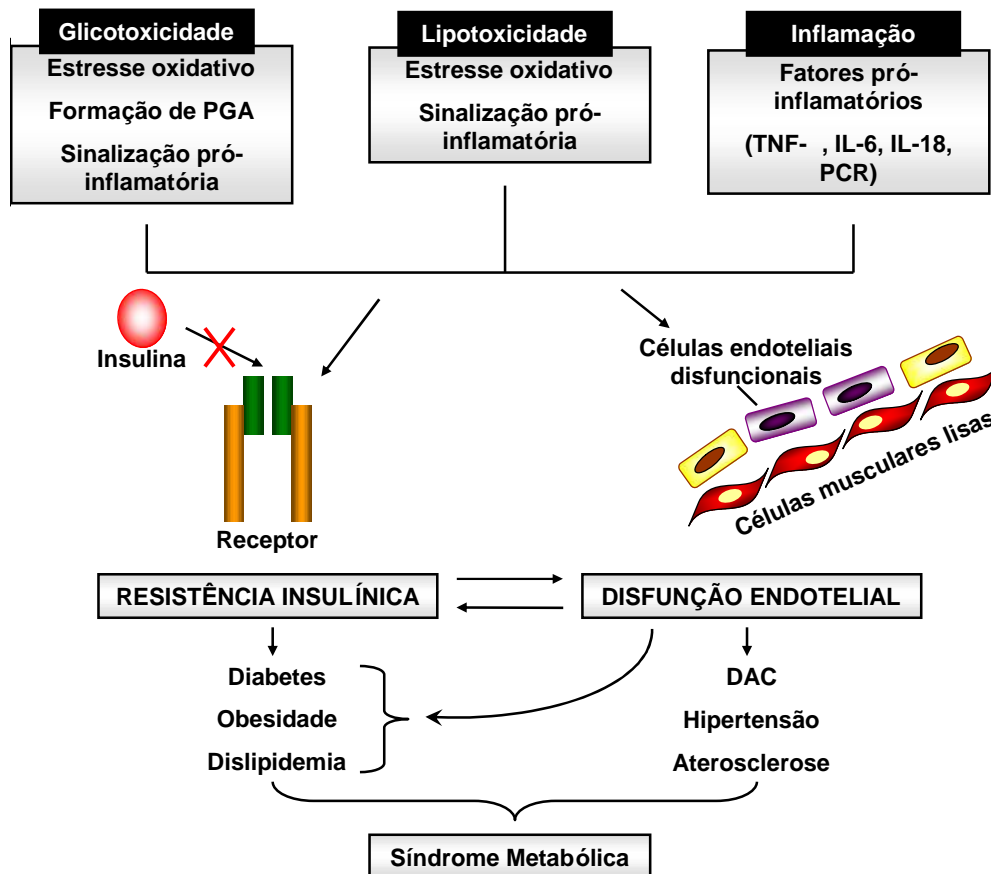 Glicotoxicidade
Estresse oxidativo
Formação de PGA
Sinalização pró-
inflamatória
Lipotoxicidade
Estresse oxidativo
Sinalização pró-
inflamatória
Inflamação
Fatores pró-
inflamatórios
(TNF- , IL-6, IL-18,
PCR)
Insulina
Receptor
Células endoteliais
disfuncionais
Células musculares lisas
RESISTÊNCIA INSULÍNICA
DISFUNÇÃO ENDOTELIAL
Diabetes
Obesidade
Dislipidemia
DAC
Hipertensão
Aterosclerose
Síndrome Metabólica